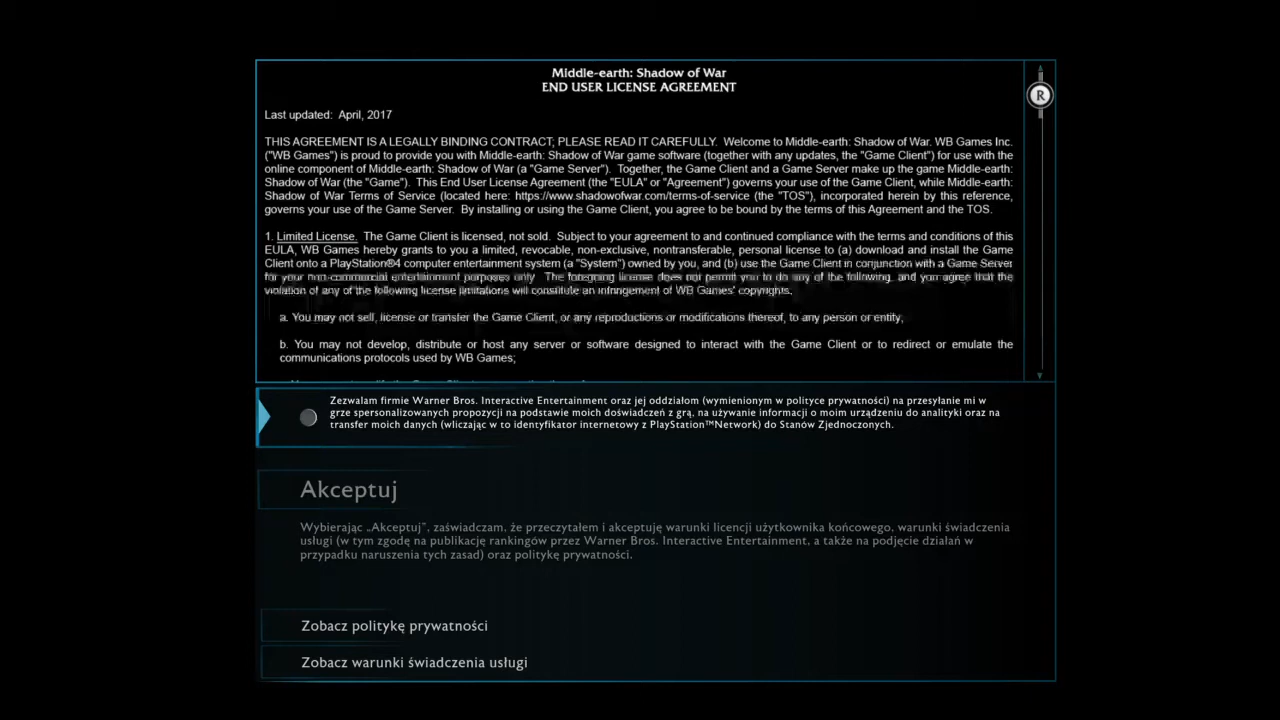 Middle-earth: Shadow of War
END USER LICENSE AGREEMENT
Last updated: April, 2017
R
THIS AGREEMENT IS A LEGALLY BINDING CONTRACT; PLEASE READ IT CAREFULLY. Welcome to Middle-earth: Shadow of War. WB Games Inc.
("WB Games") is proud to provide you with Middle-earth: Shadow of War game software (together with any updates, the "Game Client") for use with the
online component of Middle-earth: Shadow of War (a "Game Server"). Together, the Game Client and a Game Server make up the game Middle-earth:
Shadow of War (the "Game"). This End User License Agreement (the "EULA" or "Agreement") governs your use of the Game Client, while Middle-earth:
Shadow of War Terms of Service (located here: https://www.shadowofwar.com/terms-of-service (the "TOS"), incorporated herein by this reference,
governs your use of the Game Server. By installing or using the Game Client, you agree to be bound by the terms of this Agreement and the TOS.
1. Limited License. The Game Client is licensed, not sold. Subject to your agreement to and continued compliance with the terms and conditions of this
EULA, WB Games hereby grants to you a limited, revocable, non-exclusive, nontransferable, personal license to (a) download and install the Game
Client onto a PlayStation®4 computer entertainment system (a "System") owned by you, and (b) use the Game Client in conjunction with a Game Server
for your non-commercial entertainment purposes only. The foregoing license does not permit you to do any of the following, and you agree that the
violation of any of the following license limitations will constitute an infringement of WB Games' copyrights.
a. You may not sell, license or transfer the Game Client, or any reproductions or modifications thereof, to any person or entity;
b. You may not develop, distribute or host any server or software designed to interact with the Game Client or to redirect or emulate the
communications protocols used by WB Games;
Zezwalam firmie Warner Bros. Interactive Entertainment oraz jej oddziałom (wymienionym w polityce prywatności) na przesyłanie mi w
grze spersonalizowanych propozycji na podstawie moich doświadczeń z grą, na używanie informacji o moim urządzeniu do analityki oraz na
transfer moich danych (wliczając w to identyfikator internetowy z PlayStation™Network) do Stanów Zjednoczonych.
Akceptuj
Wybierając „Akceptuj”, zaświadczam, że przeczytałem i akceptuję warunki licencji użytkownika końcowego, warunki świadczenia
usługi (w tym zgodę na publikację rankingów przez Warner Bros. Interactive Entertainment, a także na podjęcie działań w
przypadku naruszenia tych zasad) oraz politykę prywatności.
Zobacz politykę prywatności
Zobacz warunki świadczenia usługi